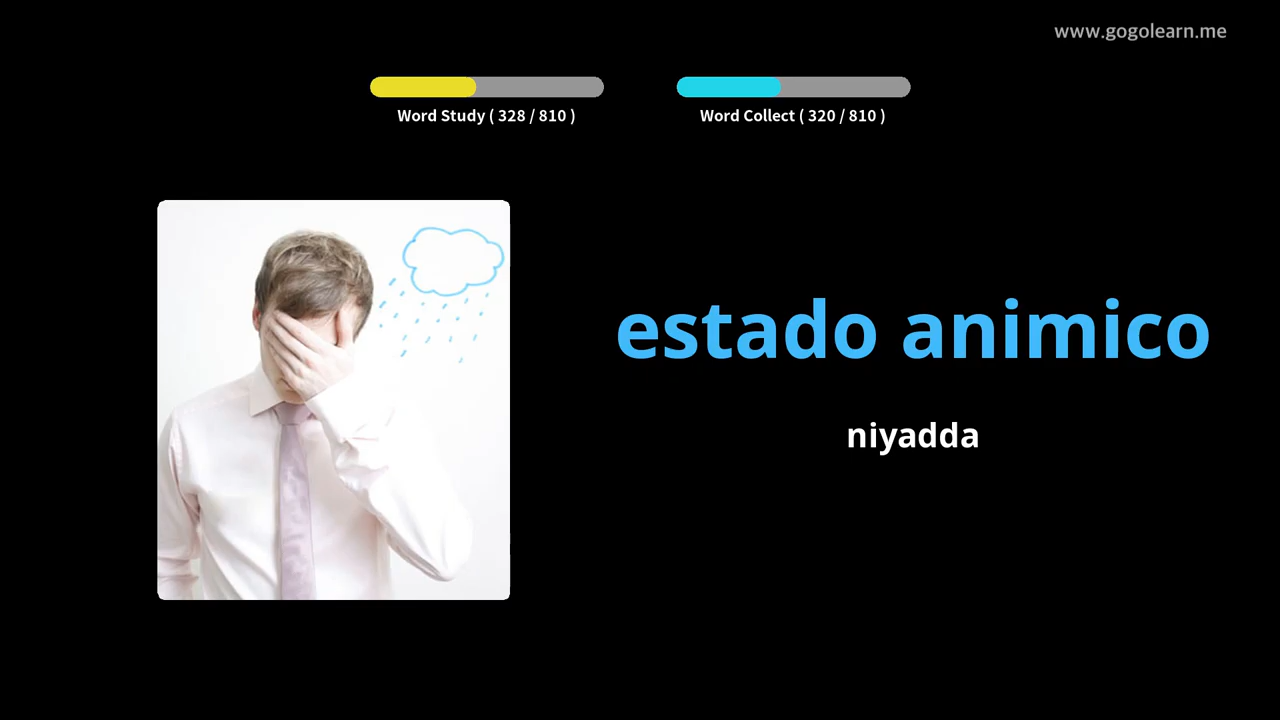 www.gogolearn.me
Word Study ( 328 / 810 )
Word Collect ( 320 / 810 )
estado animico
niyadda